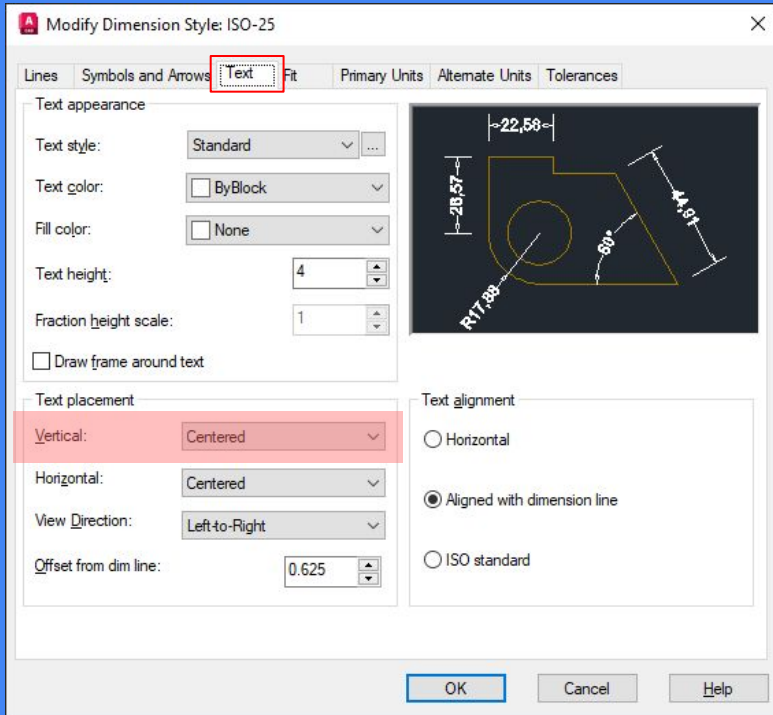 Modify Dimension Style: ISO-25
Lines Symbols and Arrows Text Fit Primary Units Alternate Units Tolerances
Text appearance
Text style: Standard ...
Text color: ByBlock
Fill color: None
Text height: 4
Fraction height scale: 1
Draw frame around text
22,58
28,57
44,91
60°
R17,88
Text placement
Vertical: Centered
Horizontal: Centered
View Direction: Left-to-Right
Offset from dim line: 0.625
Text alignment
Horizontal
Aligned with dimension line
ISO standard
OK Cancel Help